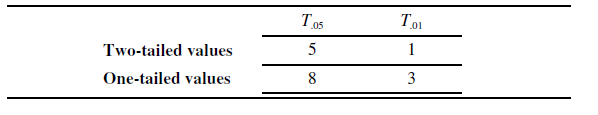 T.05 T.01
Two-tailed values 5 1
One-tailed values 8 3